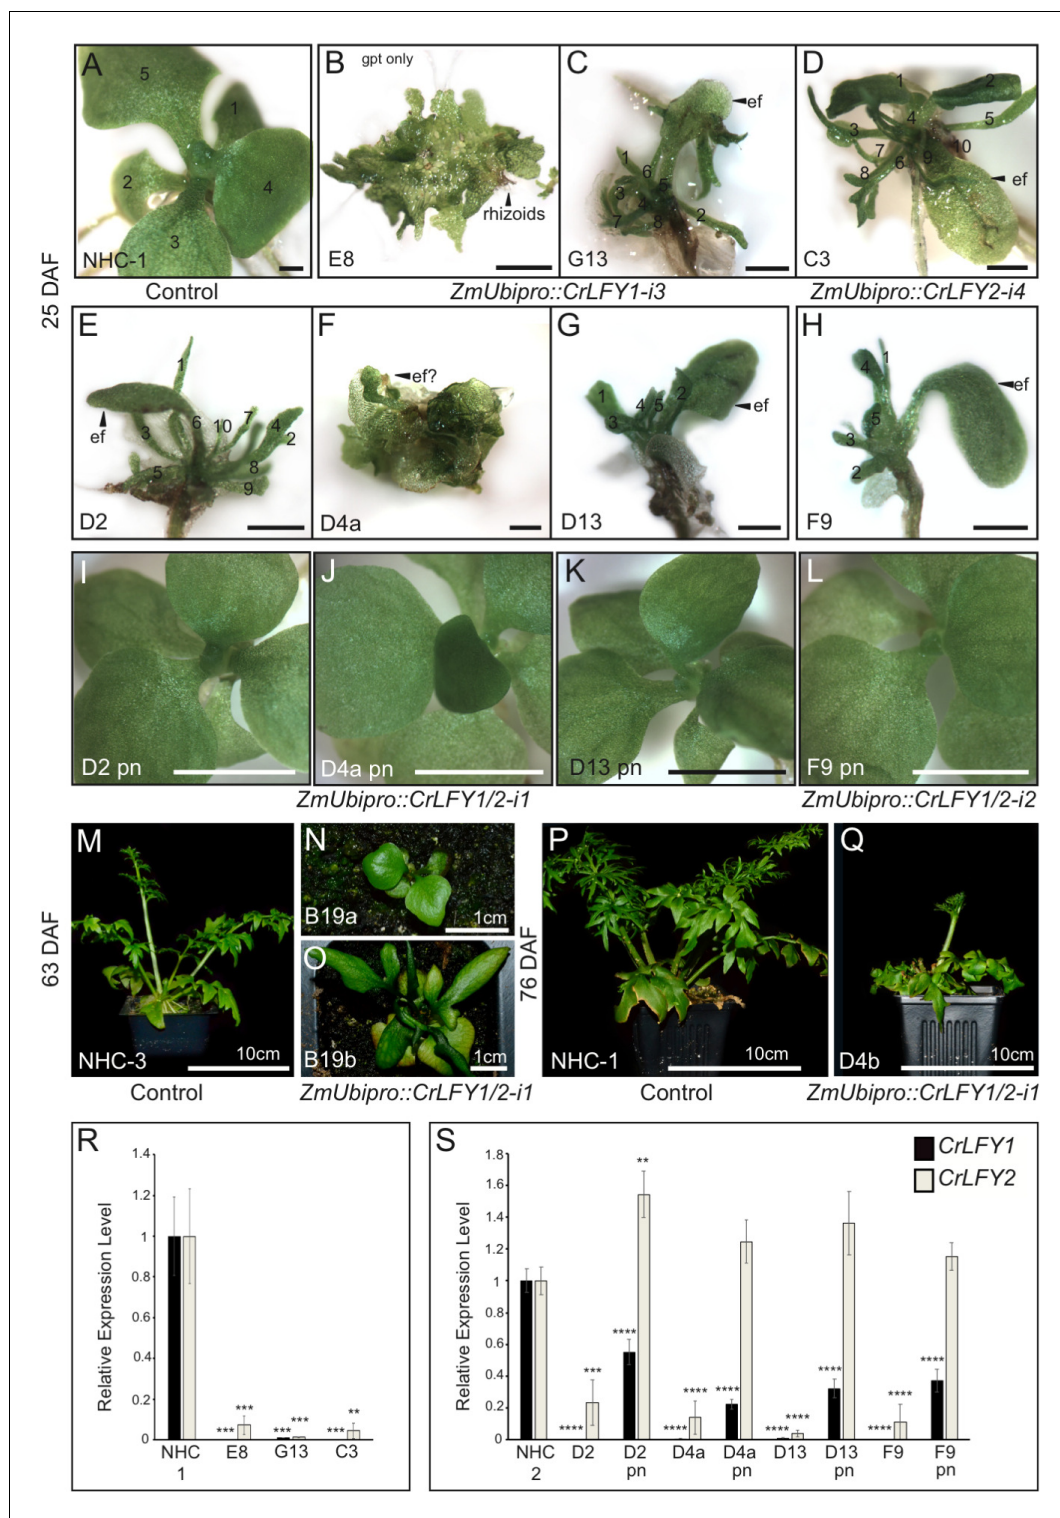 25 DAF
A
5
1
2
4
3
NHC-1
Control
B
gpt only
rhizoids
E8
C
ef
1
6
5
3
4
2
7
8
G13
ZmUbipro::CrLFY1-i3
D
1
2
4
5
3
7
10
6
9
8
ef
C3
ZmUbipro::CrLFY2-i4
E
1
ef
6
10
7
3
4
2
5
8
9
D2
F
ef?
D4a
G
1
2
4
5
3
ef
D13
H
1
4
ef
5
3
2
F9
I
D2 pn
J
D4a pn
K
D13 pn
L
F9 pn
ZmUbipro::CrLFY1/2-i1
ZmUbipro::CrLFY1/2-i2
63 DAF
M
NHC-3
10cm
Control
N
B19a
1cm
O
B19b
1cm
ZmUbipro::CrLFY1/2-i1
76 DAF
P
NHC-1
10cm
Control
Q
D4b
10cm
ZmUbipro::CrLFY1/2-i1
R
Relative Expression Level
1.4
1.2
1
0.8
0.6
0.4
0.2
0
*** ***
*** ***
*** **
NHC E8 G13 C3
1
S
CrLFY1
CrLFY2
Relative Expression Level
1.8
1.6
1.4
1.2
1
0.8
0.6
0.4
0.2
0
**** ***
**** **
**** ****
****
**** ****
****
**** ****
****
NHC D2 D2 D4a D4a D13 D13 F9 F9
2 pn pn pn pn